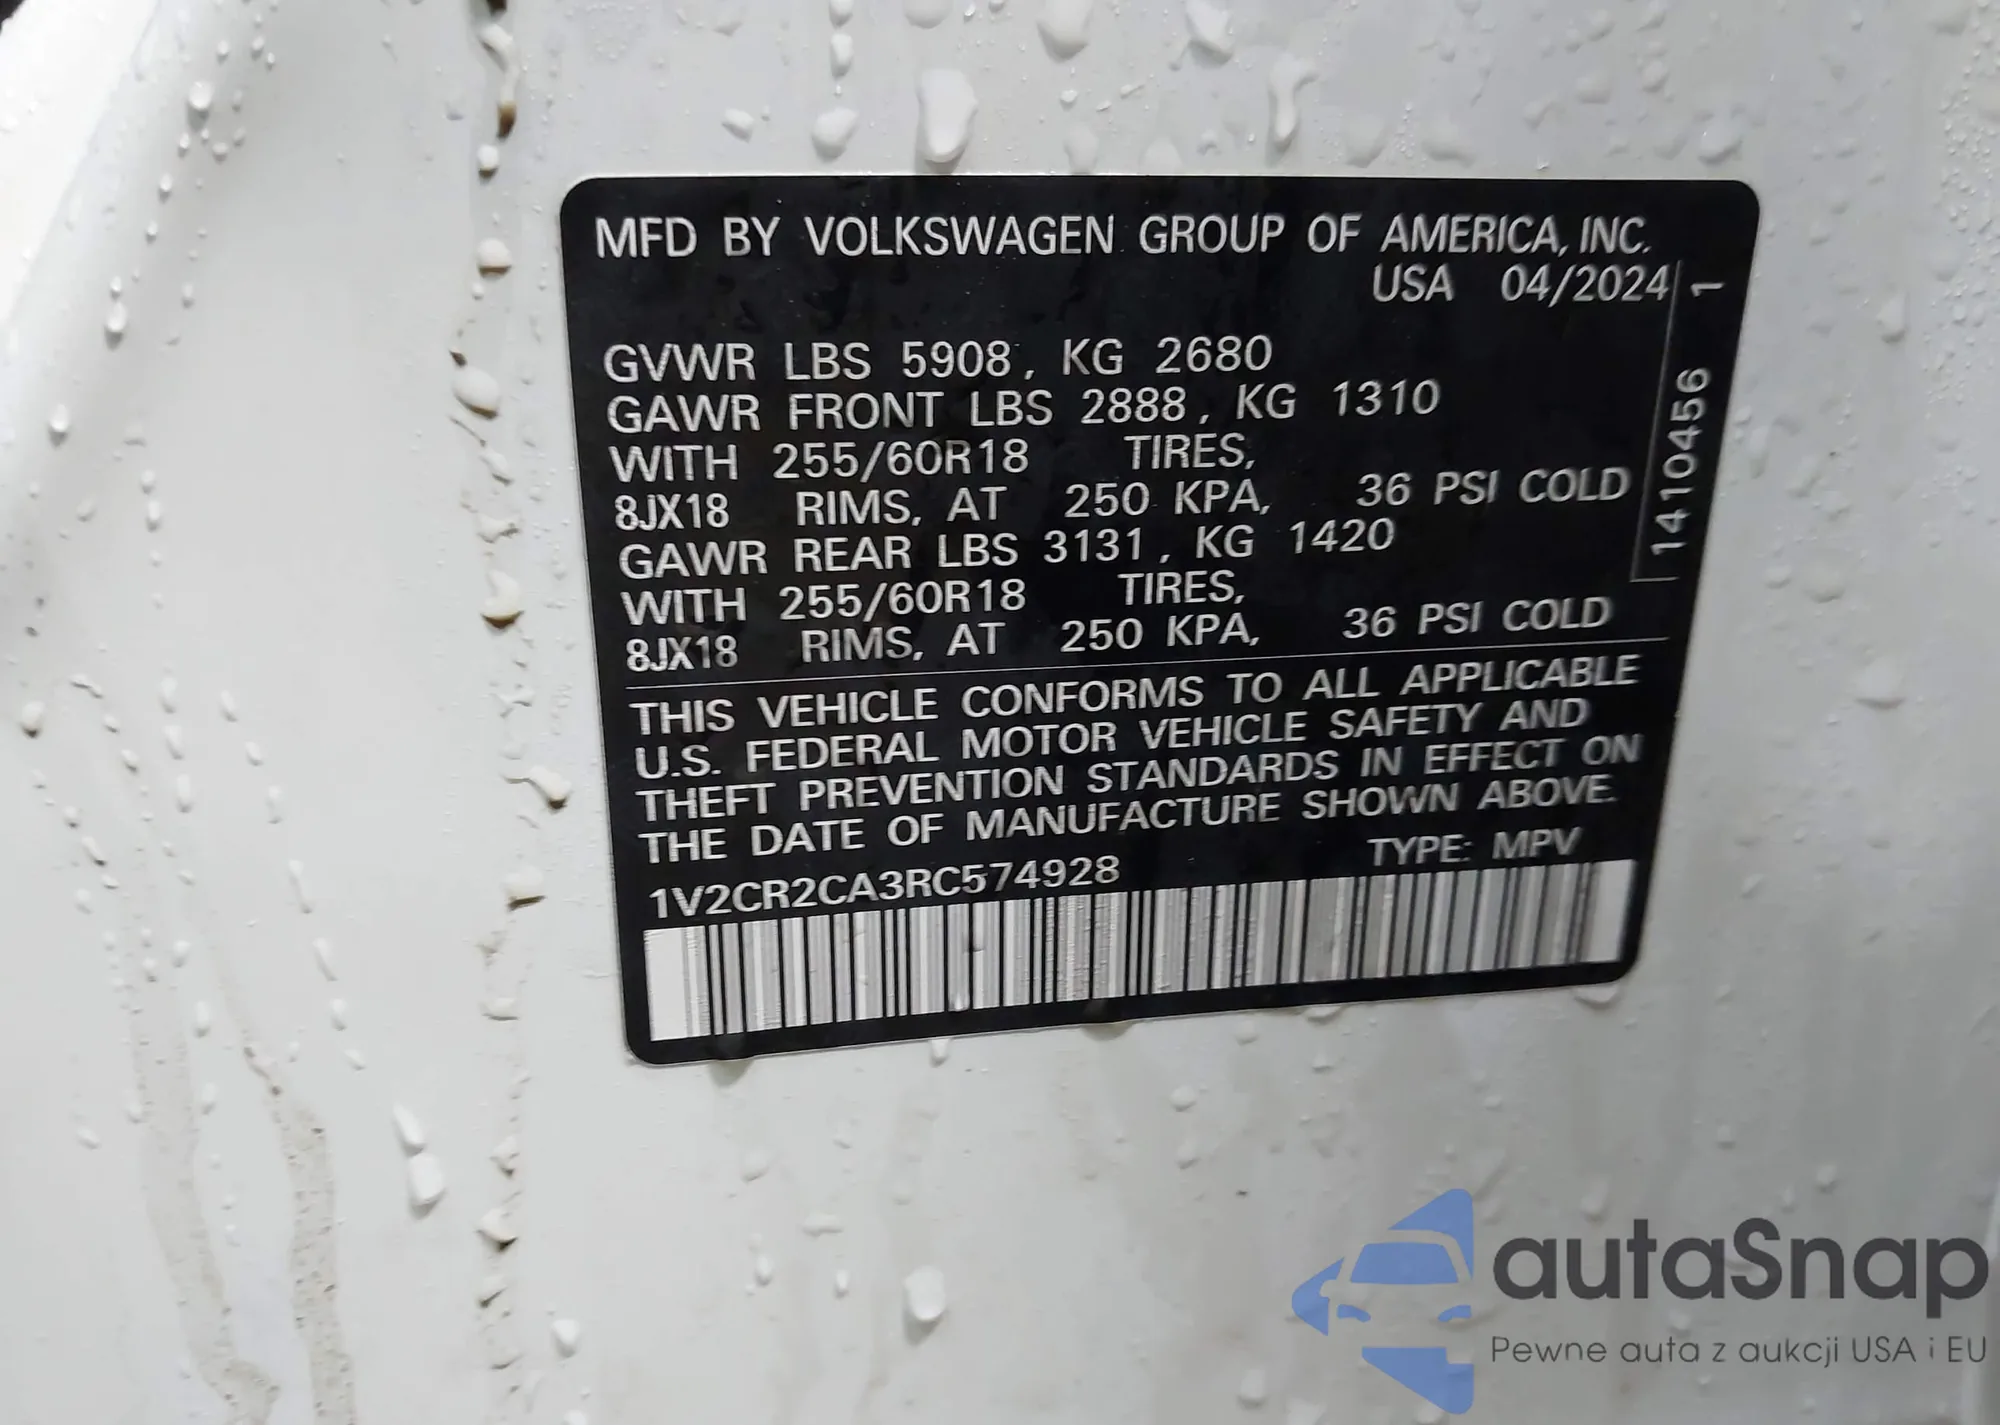 MFD BY VOLKSWAGEN GROUP OF AMERICA, INC.
USA 04/2024
GVWR LBS 5908, KG 2680
GAWR FRONT LBS 2888, KG 1310
WITH 255/60R18 TIRES,
8JX18 RIMS, AT 250 KPA, 36 PSI COLD
GAWR REAR LBS 3131, KG 1420
WITH 255/60R18 TIRES,
8JX18 RIMS, AT 250 KPA, 36 PSI COLD
THIS VEHICLE CONFORMS TO ALL APPLICABLE
U.S. FEDERAL MOTOR VEHICLE SAFETY AND
THEFT PREVENTION STANDARDS IN EFFECT ON
THE DATE OF MANUFACTURE SHOWN ABOVE.
TYPE: MPV
1V2CR2CA3RC574928
1410456 1
autaSnap
Pewne auta z aukcji USA i EU